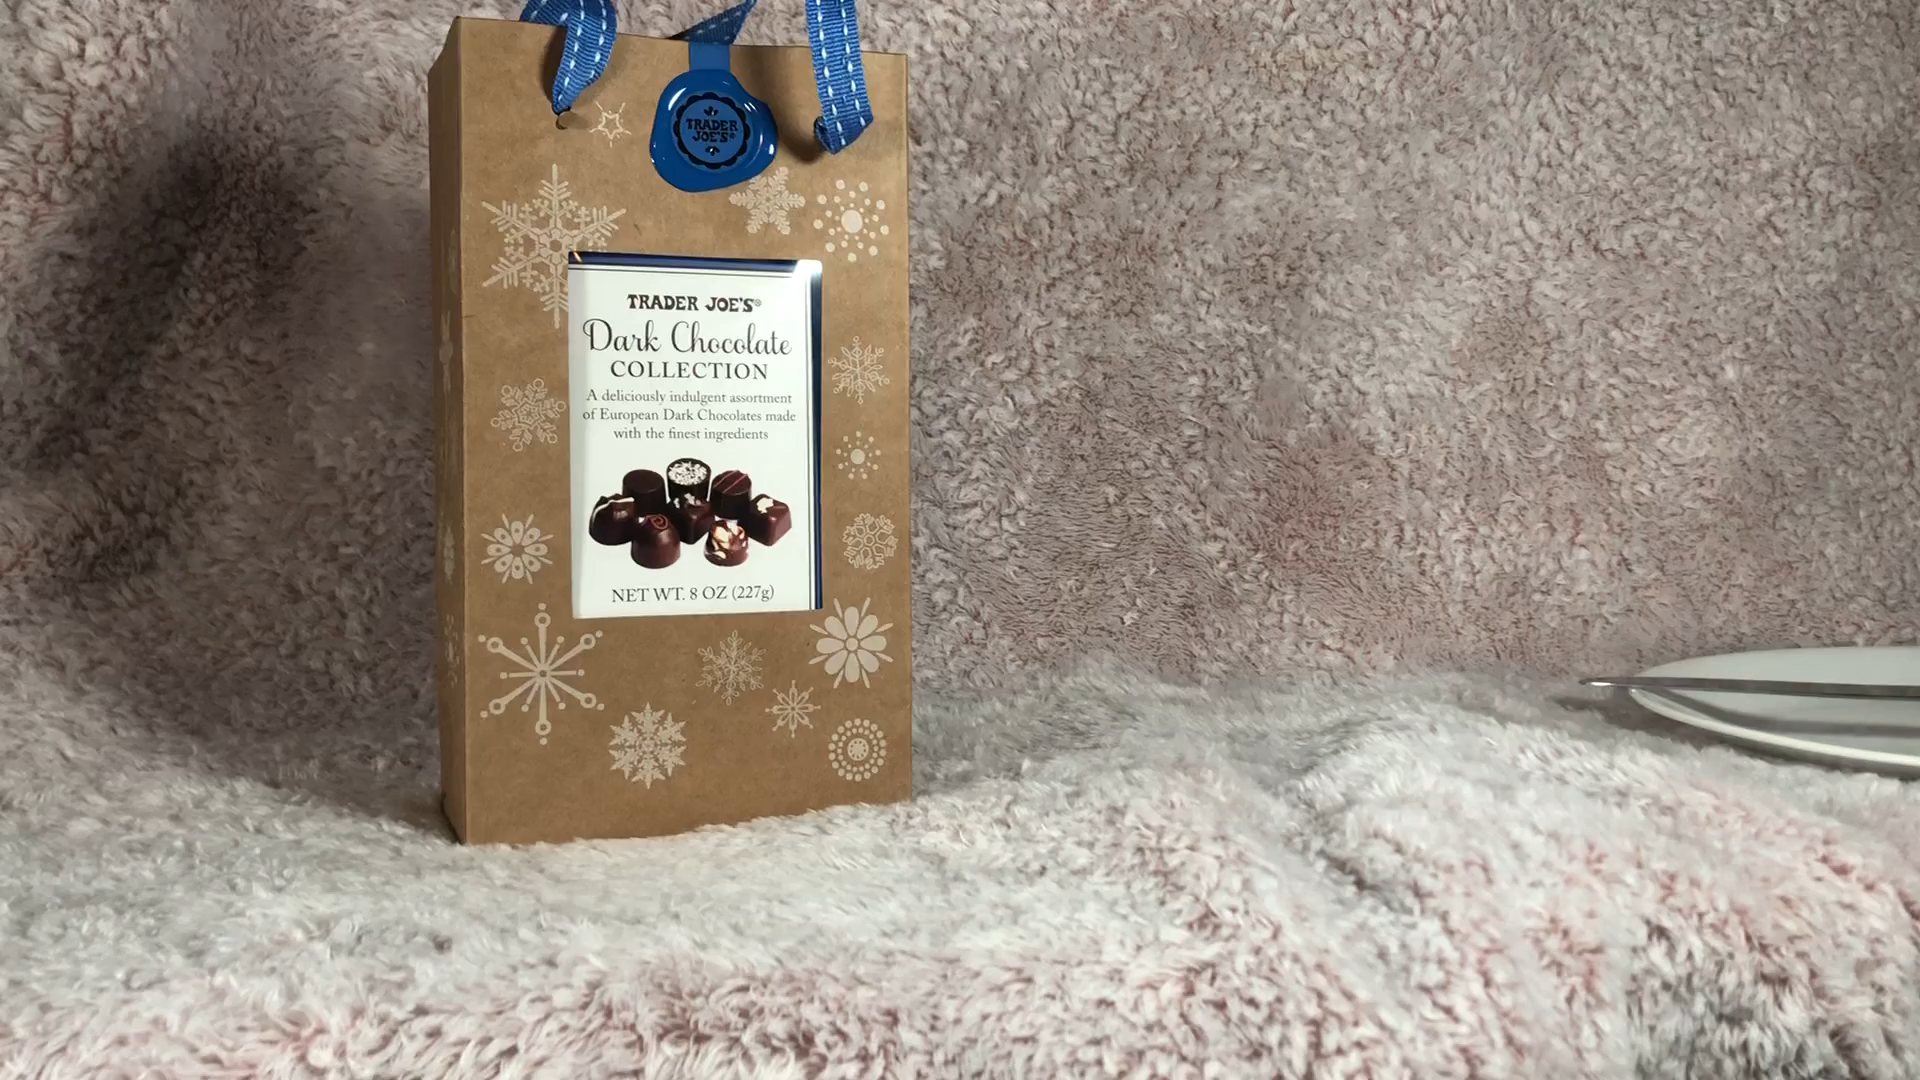 TRADER
JOE'S®
TRADER JOE'S®
Dark Chocolate
COLLECTION
A deliciously indulgent assortment
of European Dark Chocolates made
with the finest ingredients
NET WT. 8 OZ (227g)